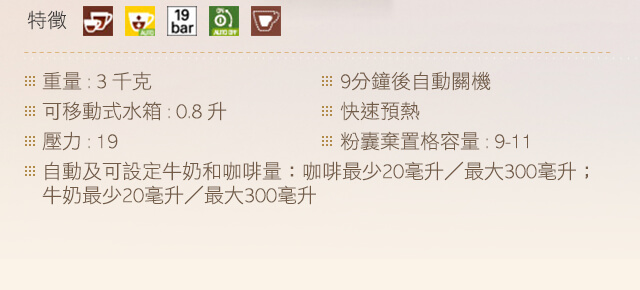 特徵 AUTO 19 bar ON AUTO OFF
重量 : 3 千克
9分鐘後自動關機
可移動式水箱 : 0.8 升
快速預熱
壓力 : 19
粉囊棄置格容量 : 9-11
自動及可設定牛奶和咖啡量：咖啡最少20毫升／最大300毫升；
牛奶最少20毫升／最大300毫升